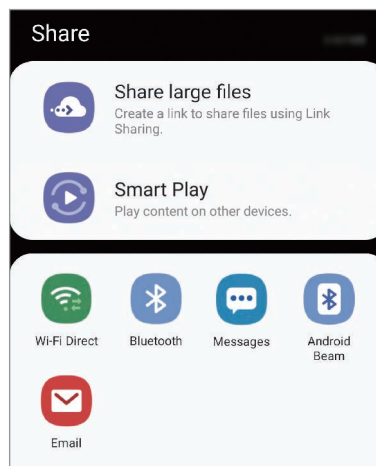 Share
Share large files
Create a link to share files using Link
Sharing.
Smart Play
Play content on other devices.
Wi-Fi Direct
Bluetooth
Messages
Android
Beam
Email